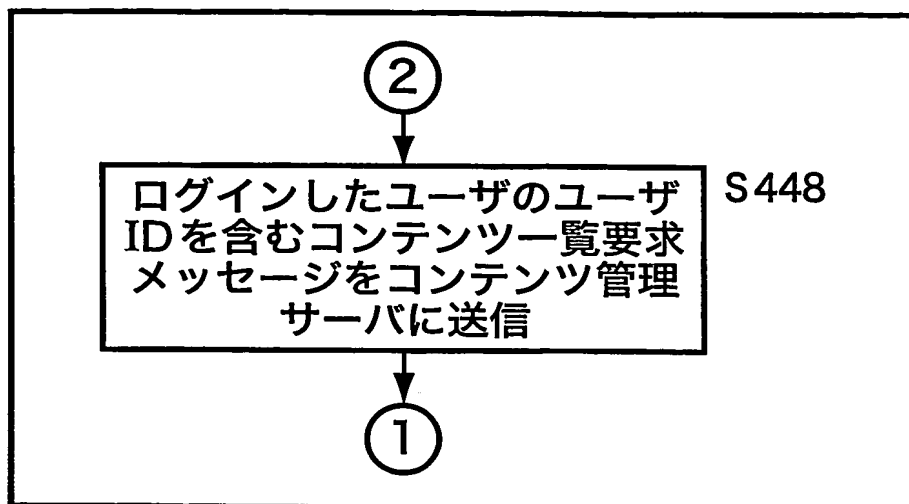 ②
ログインしたユーザのユーザ
IDを含むコンテンツ一覧要求
メッセージをコンテンツ管理
サーバに送信
S448
①